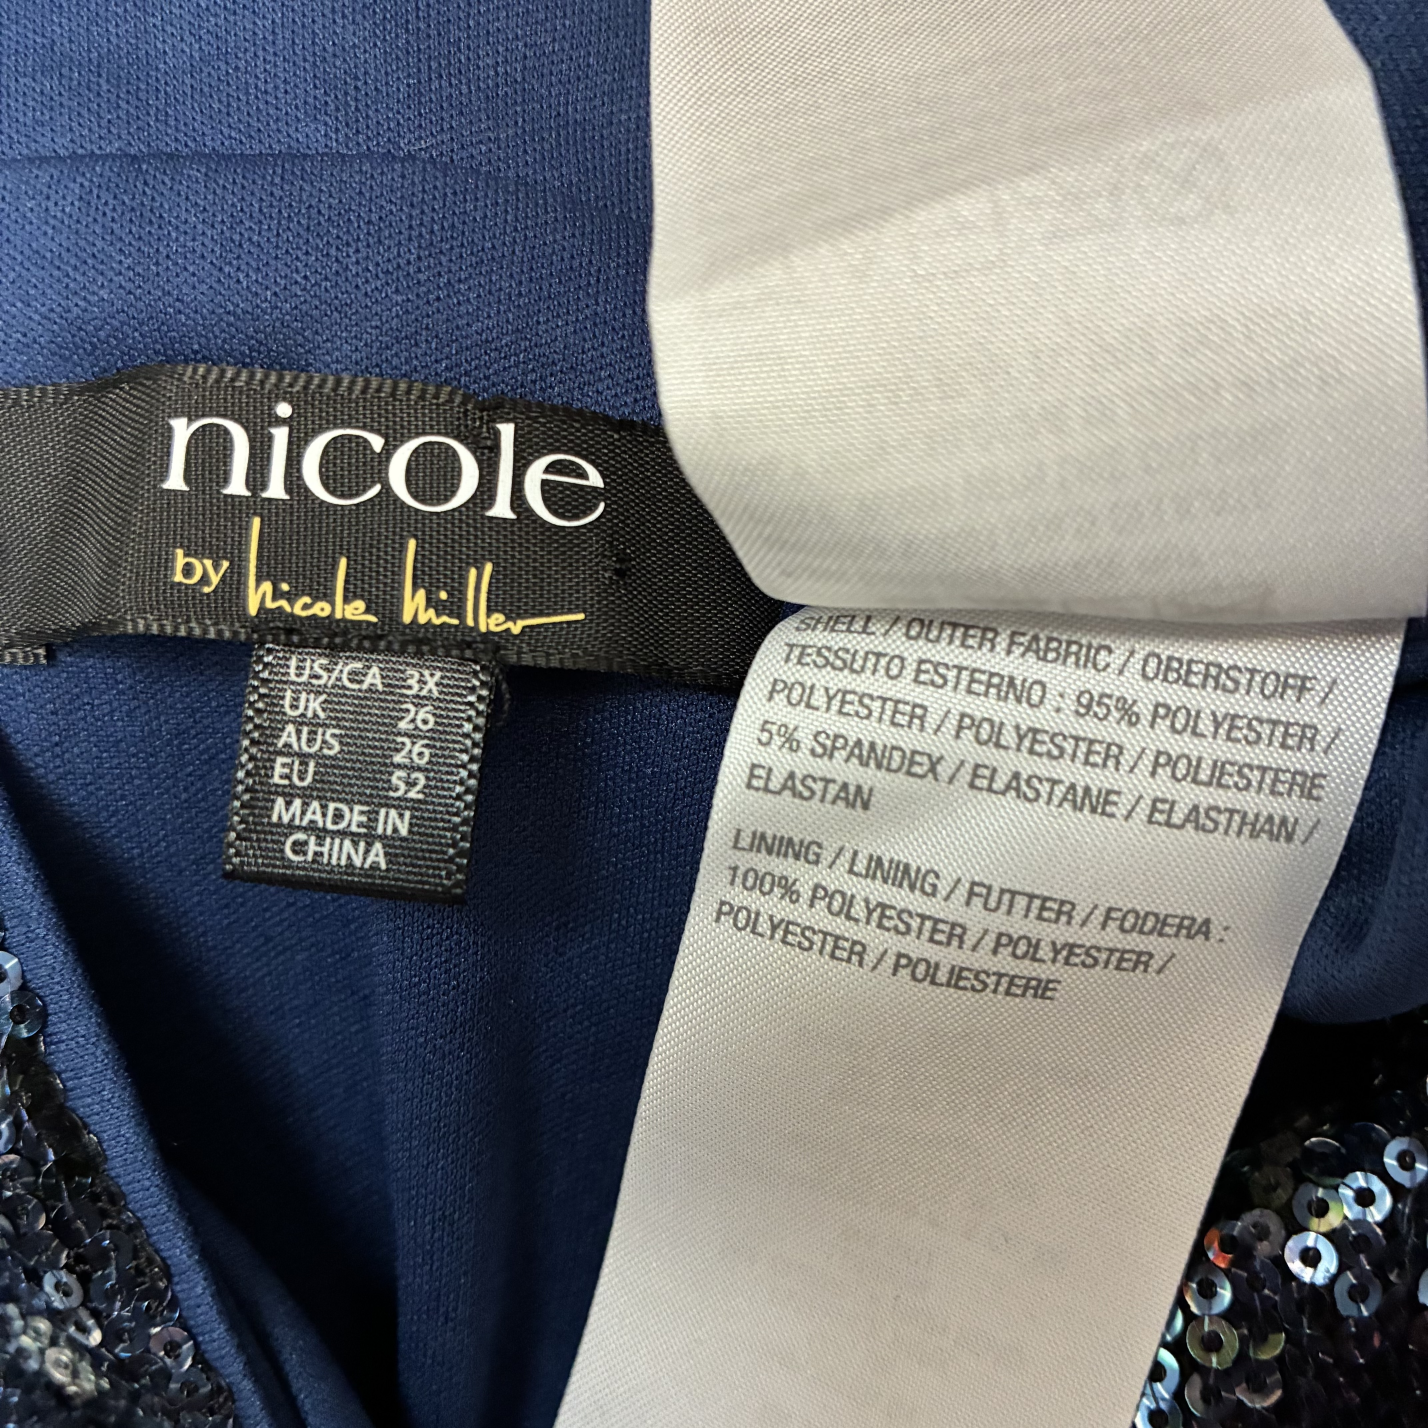 nicole
by nicole miller
US/CA 3X
UK 26
AUS 26
EU 52
MADE IN
CHINA
SHELL / OUTER FABRIC / OBERSTOFF /
TESSUTO ESTERNO : 95% POLYESTER /
POLYESTER / POLYESTER / POLIESTERE
5% SPANDEX / ELASTANE / ELASTHAN /
ELASTAN
LINING / LINING / FUTTER / FODERA :
100% POLYESTER / POLYESTER /
POLYESTER / POLIESTERE